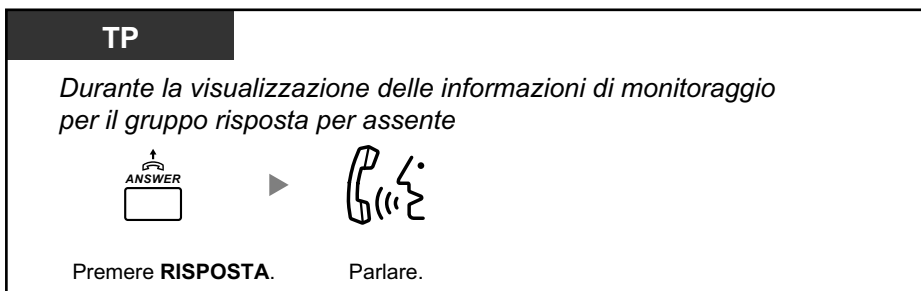 TP
Durante la visualizzazione delle informazioni di monitoraggio
per il gruppo risposta per assente
ANSWER
Premere RISPOSTA. Parlare.